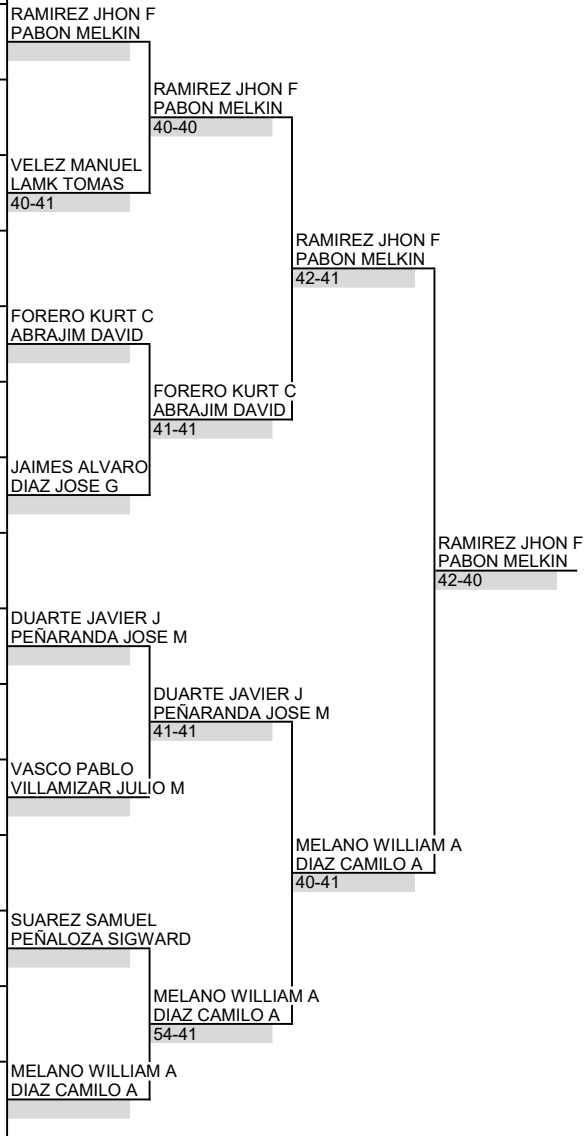 RAMIREZ JHON F
PABON MELKIN
RAMIREZ JHON F
PABON MELKIN
40-40
VELEZ MANUEL
LAMK TOMAS
40-41
RAMIREZ JHON F
PABON MELKIN
42-41
FORERO KURT C
ABRAJIM DAVID
FORERO KURT C
ABRAJIM DAVID
41-41
JAIMES ALVARO
DIAZ JOSE G
RAMIREZ JHON F
PABON MELKIN
42-40
DUARTE JAVIER J
PEÑARANDA JOSE M
DUARTE JAVIER J
PEÑARANDA JOSE M
41-41
VASCO PABLO
VILLAMIZAR JULIO M
MELANO WILLIAM A
DIAZ CAMILO A
40-41
SUAREZ SAMUEL
PEÑALOZA SIGWARD
MELANO WILLIAM A
DIAZ CAMILO A
54-41
MELANO WILLIAM A
DIAZ CAMILO A